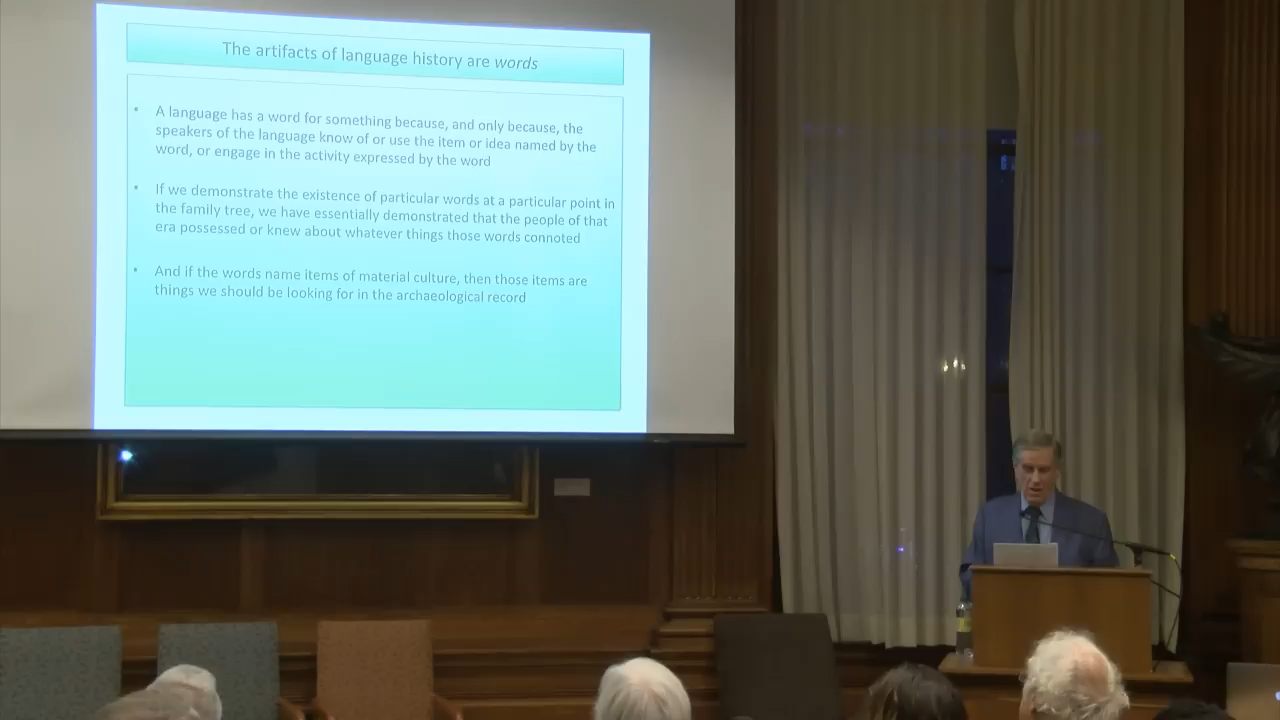 The artifacts of language history are words
• A language has a word for something because, and only because, the
speakers of the language know of or use the item or idea named by the
word, or engage in the activity expressed by the word
• If we demonstrate the existence of particular words at a particular point in
the family tree, we have essentially demonstrated that the people of that
era possessed or knew about whatever things those words connoted
• And if the words name items of material culture, then those items are
things we should be looking for in the archaeological record